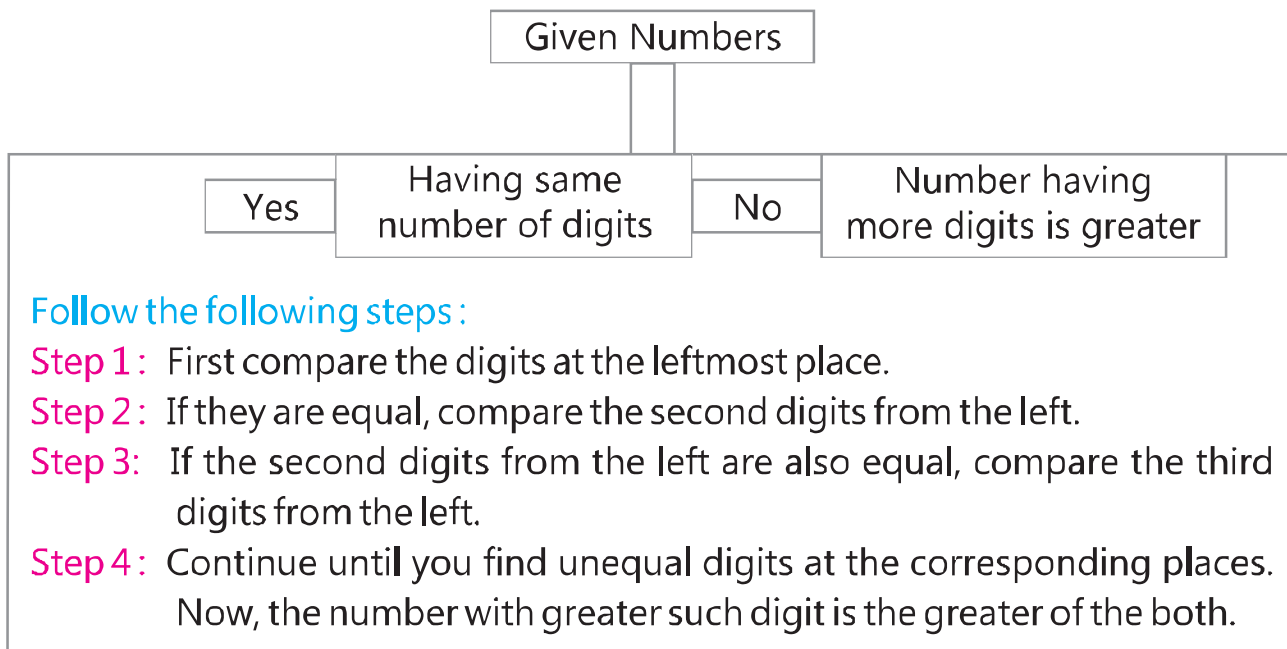 Given Numbers
Yes
Having same
number of digits
No
Number having
more digits is greater
Follow the following steps :
Step 1 : First compare the digits at the leftmost place.
Step 2 : If they are equal, compare the second digits from the left.
Step 3: If the second digits from the left are also equal, compare the third
digits from the left.
Step 4 : Continue until you find unequal digits at the corresponding places.
Now, the number with greater such digit is the greater of the both.